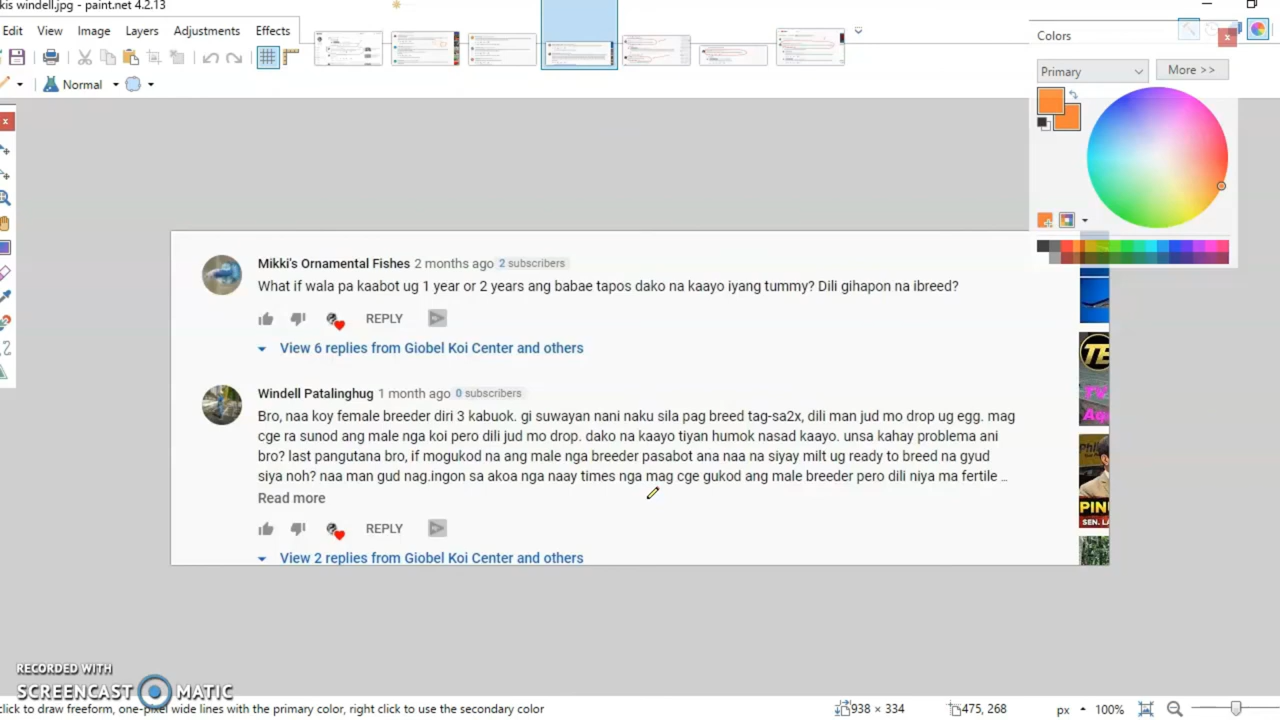 kis windell.jpg - paint.net 4.2.13
Edit View Image Layers Adjustments Effects
Colors
Primary More >>
Normal
Mikki's Ornamental Fishes 2 months ago 2 subscribers
What if wala pa kaabot ug 1 year or 2 years ang babae tapos dako na kaayo iyang tummy? Dili gihapon na ibreed?
REPLY
View 6 replies from Giobel Koi Center and others
Windell Patalinghug 1 month ago 0 subscribers
Bro, naa koy female breeder diri 3 kabuok. gi suwayan nani naku sila pag breed tag-sa2x, dili man jud mo drop ug egg. mag
cge ra sunod ang male nga koi pero dili jud mo drop. dako na kaayo tiyan humok nasad kaayo. unsa kahay problema ani
bro? last pangutana bro, if mogukod na ang male nga breeder pasabot ana naa na siyay milt ug ready to breed na gyud
siya noh? naa man gud nag.ingon sa akoa nga naay times nga mag cge gukod ang male breeder pero dili niya ma fertile ...
Read more
REPLY
View 2 replies from Giobel Koi Center and others
RECORDED WITH
SCREENCAST MATIC
click to draw freeform, one-pixel wide lines with the primary color, right click to use the secondary color
938 × 334
475, 268
px
100%